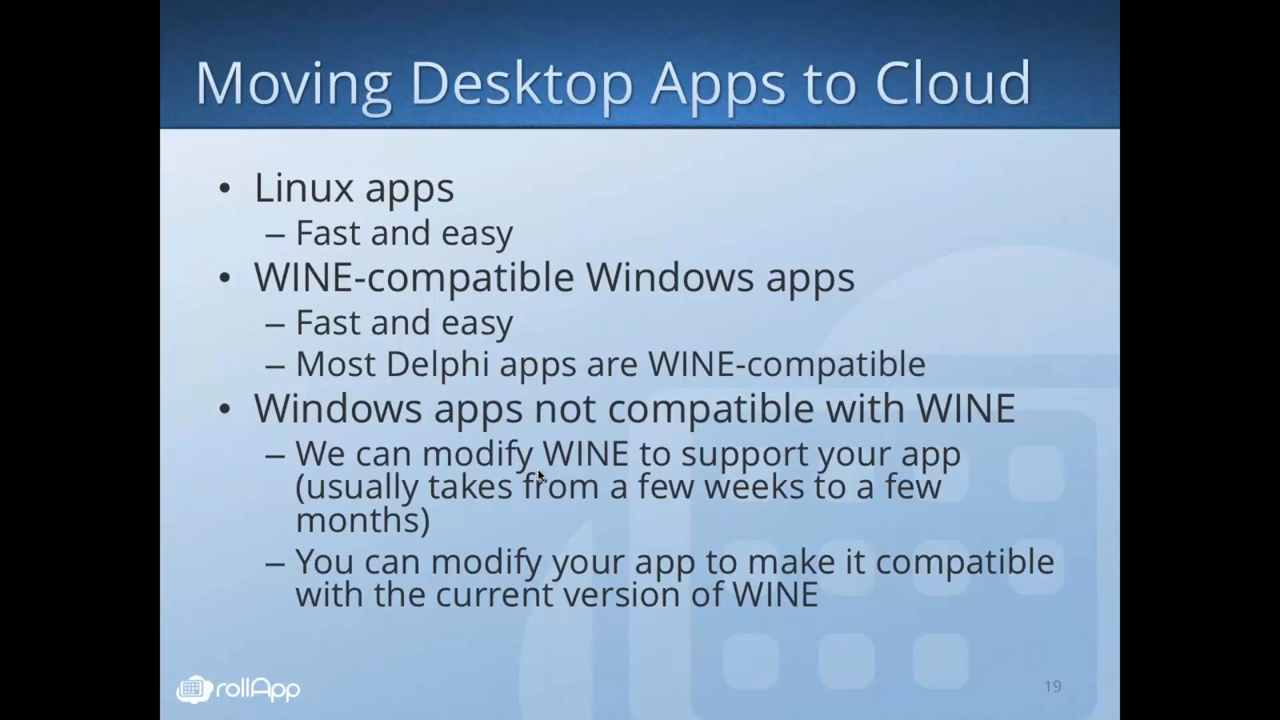 Moving Desktop Apps to Cloud
• Linux apps
– Fast and easy
• WINE-compatible Windows apps
– Fast and easy
– Most Delphi apps are WINE-compatible
• Windows apps not compatible with WINE
– We can modify WINE to support your app
(usually takes from a few weeks to a few
months)
– You can modify your app to make it compatible
with the current version of WINE
rollApp
19